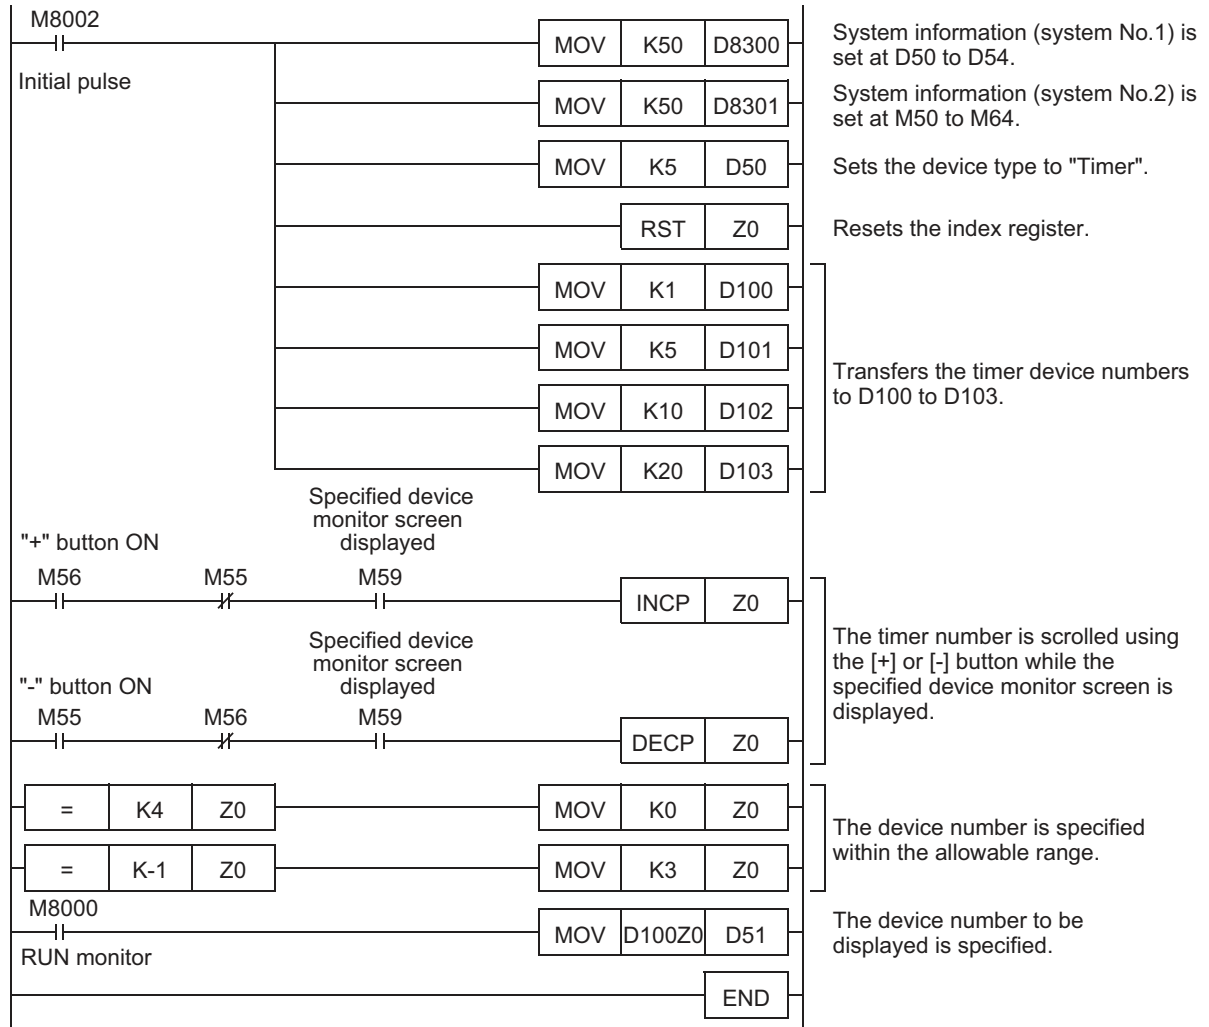 M8002
MOV K50 D8300
System information (system No.1) is
set at D50 to D54.
Initial pulse
MOV K50 D8301
System information (system No.2) is
set at M50 to M64.
MOV K5 D50
Sets the device type to "Timer".
RST Z0
Resets the index register.
MOV K1 D100
MOV K5 D101
MOV K10 D102
MOV K20 D103
Transfers the timer device numbers
to D100 to D103.
"+" button ON
Specified device
monitor screen
displayed
M56 M55 M59
INCP Z0
"-" button ON
Specified device
monitor screen
displayed
M55 M56 M59
DECP Z0
The timer number is scrolled using
the [+] or [-] button while the
specified device monitor screen is
displayed.
= K4 Z0 MOV K0 Z0
= K-1 Z0 MOV K3 Z0
The device number is specified
within the allowable range.
M8000
RUN monitor
MOV D100Z0 D51
The device number to be
displayed is specified.
END